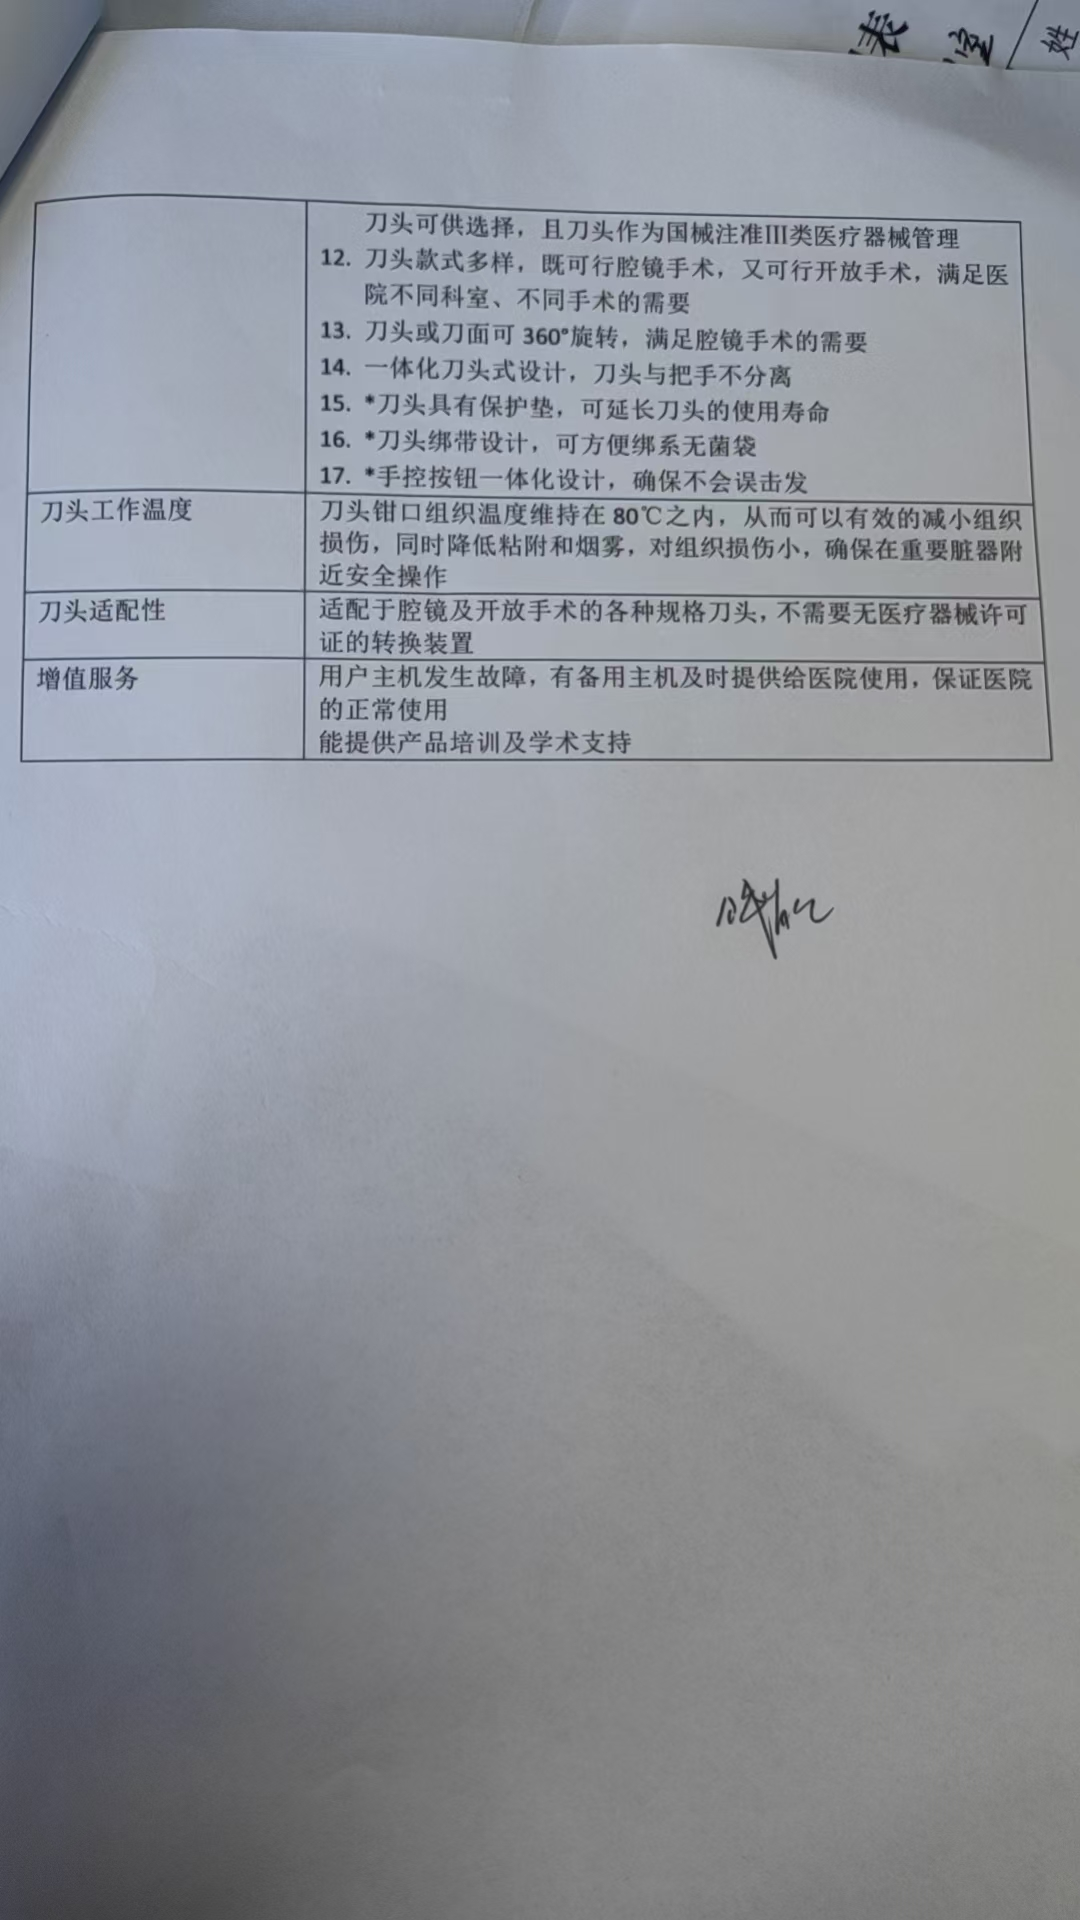 姓
刀头可供选择，且刀头作为国械注准III类医疗器械管理
12. 刀头款式多样，既可行腔镜手术，又可行开放手术，满足医
院不同科室、不同手术的需要
13. 刀头或刀面可 360°旋转，满足腔镜手术的需要
14. 一体化刀头式设计，刀头与把手不分离
15. *刀头具有保护垫，可延长刀头的使用寿命
16. *刀头绑带设计，可方便绑系无菌袋
17. *手控按钮一体化设计，确保不会误击发
刀头工作温度
刀头钳口组织温度维持在 80℃之内，从而可以有效的减小组织
损伤，同时降低粘附和烟雾，对组织损伤小，确保在重要脏器附
近安全操作
刀头适配性
适配于腔镜及开放手术的各种规格刀头，不需要无医疗器械许可
证的转换装置
增值服务
用户主机发生故障，有备用主机及时提供给医院使用，保证医院
的正常使用
能提供产品培训及学术支持